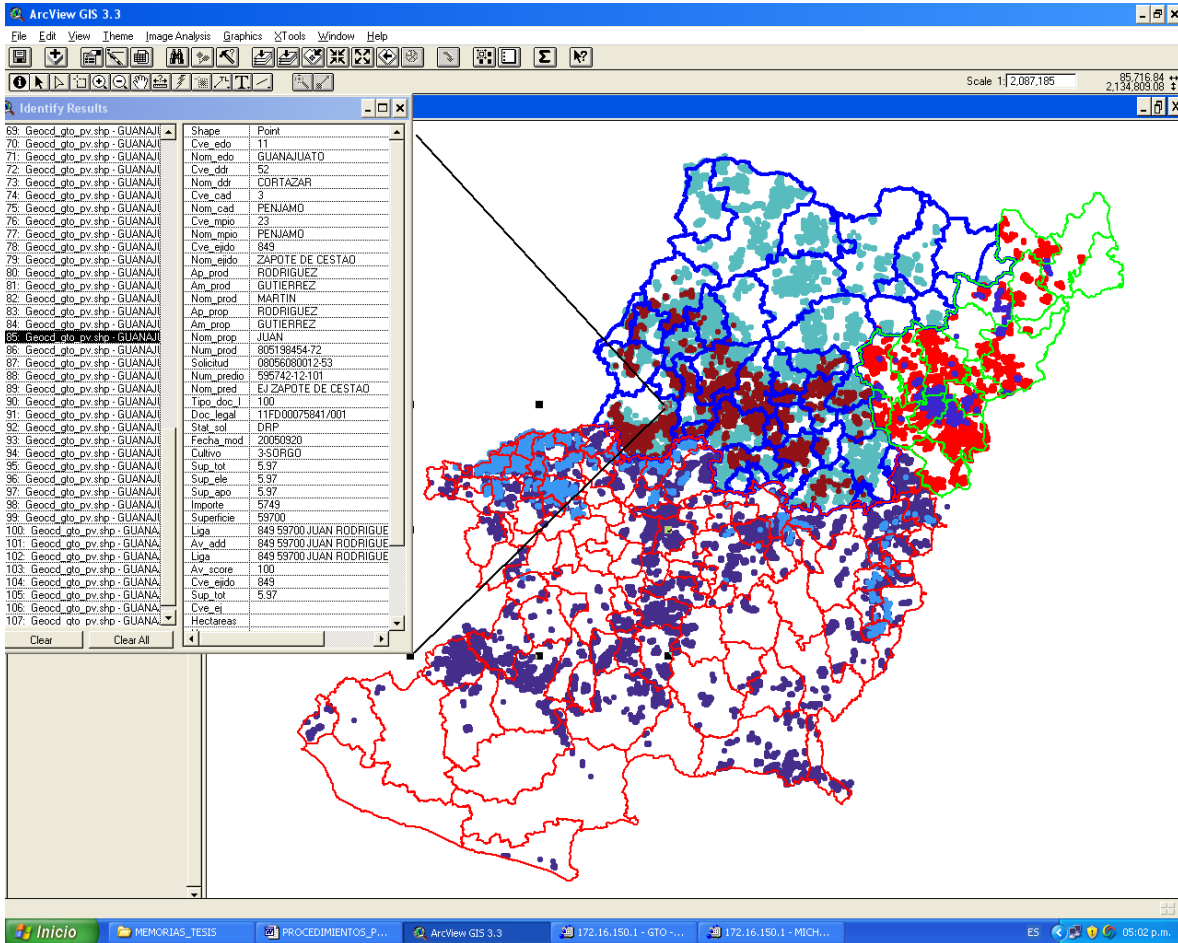 ArcView GIS 3.3
File Edit View Theme Image Analysis Graphics XTools Window Help
Scale 1: 2,087,185
85,716.84
2,134,809.08
Identify Results
69: Geocd_gto_pv.shp - GUANAJU
70: Geocd_gto_pv.shp - GUANAJU
71: Geocd_gto_pv.shp - GUANAJU
72: Geocd_gto_pv.shp - GUANAJU
73: Geocd_gto_pv.shp - GUANAJU
74: Geocd_gto_pv.shp - GUANAJU
75: Geocd_gto_pv.shp - GUANAJU
76: Geocd_gto_pv.shp - GUANAJU
77: Geocd_gto_pv.shp - GUANAJU
78: Geocd_gto_pv.shp - GUANAJU
79: Geocd_gto_pv.shp - GUANAJU
80: Geocd_gto_pv.shp - GUANAJU
81: Geocd_gto_pv.shp - GUANAJU
82: Geocd_gto_pv.shp - GUANAJU
83: Geocd_gto_pv.shp - GUANAJU
84: Geocd_gto_pv.shp - GUANAJU
85: Geocd_gto_pv.shp - GUANAJU
86: Geocd_gto_pv.shp - GUANAJU
87: Geocd_gto_pv.shp - GUANAJU
88: Geocd_gto_pv.shp - GUANAJU
89: Geocd_gto_pv.shp - GUANAJU
90: Geocd_gto_pv.shp - GUANAJU
91: Geocd_gto_pv.shp - GUANAJU
92: Geocd_gto_pv.shp - GUANAJU
93: Geocd_gto_pv.shp - GUANAJU
94: Geocd_gto_pv.shp - GUANAJU
95: Geocd_gto_pv.shp - GUANAJU
96: Geocd_gto_pv.shp - GUANAJU
97: Geocd_gto_pv.shp - GUANAJU
98: Geocd_gto_pv.shp - GUANAJU
99: Geocd_gto_pv.shp - GUANAJU
100: Geocd_gto_pv.shp - GUANA
101: Geocd_gto_pv.shp - GUANA
102: Geocd_gto_pv.shp - GUANA
103: Geocd_gto_pv.shp - GUANA
104: Geocd_gto_pv.shp - GUANA
105: Geocd_gto_pv.shp - GUANA
106: Geocd_gto_pv.shp - GUANA
107: Geocd_gto_pv.shp - GUANA
Clear Clear All
Shape Point
Cve_edo 11
Nom_edo GUANAJUATO
Cve_ddr 52
Nom_ddr CORTAZAR
Cve_cad 3
Nom_cad PENJAMO
Cve_mpio 23
Nom_mpio PENJAMO
Cve_ejido 849
Nom_ejido ZAPOTE DE CESTAO
Ap_prod RODRIGUEZ
Am_prod GUTIERREZ
Nom_prod MARTIN
Ap_prop RODRIGUEZ
Am_prop GUTIERREZ
Nom_prop JUAN
Num_prod 805198454-72
Solicitud 08056080012-53
Num_predio 595742-12-101
Nom_pred EJ ZAPOTE DE CESTAO
Tipo_doc_l 100
Doc_legal 11FD00075841/001
Stat_sol DRP
Fecha_mod 20050920
Cultivo 3-SORGO
Sup_tot 5.97
Sup_ele 5.97
Sup_apo 5.97
Importe 5749
Superficie 59700
Liga 849 59700 JUAN RODRIGUE
Av_add 849 59700 JUAN RODRIGUE
Liga 849 59700 JUAN RODRIGUE
Av_score 100
Cve_ejido 849
Sup_tot 5.97
Cve_ej
Hectareas
Inicio MEMORIAS_TESIS PROCEDIMIENTOS_P... ArcView GIS 3.3 172.16.150.1 - GTO -... 172.16.150.1 - MICH... ES 05:02 p.m.